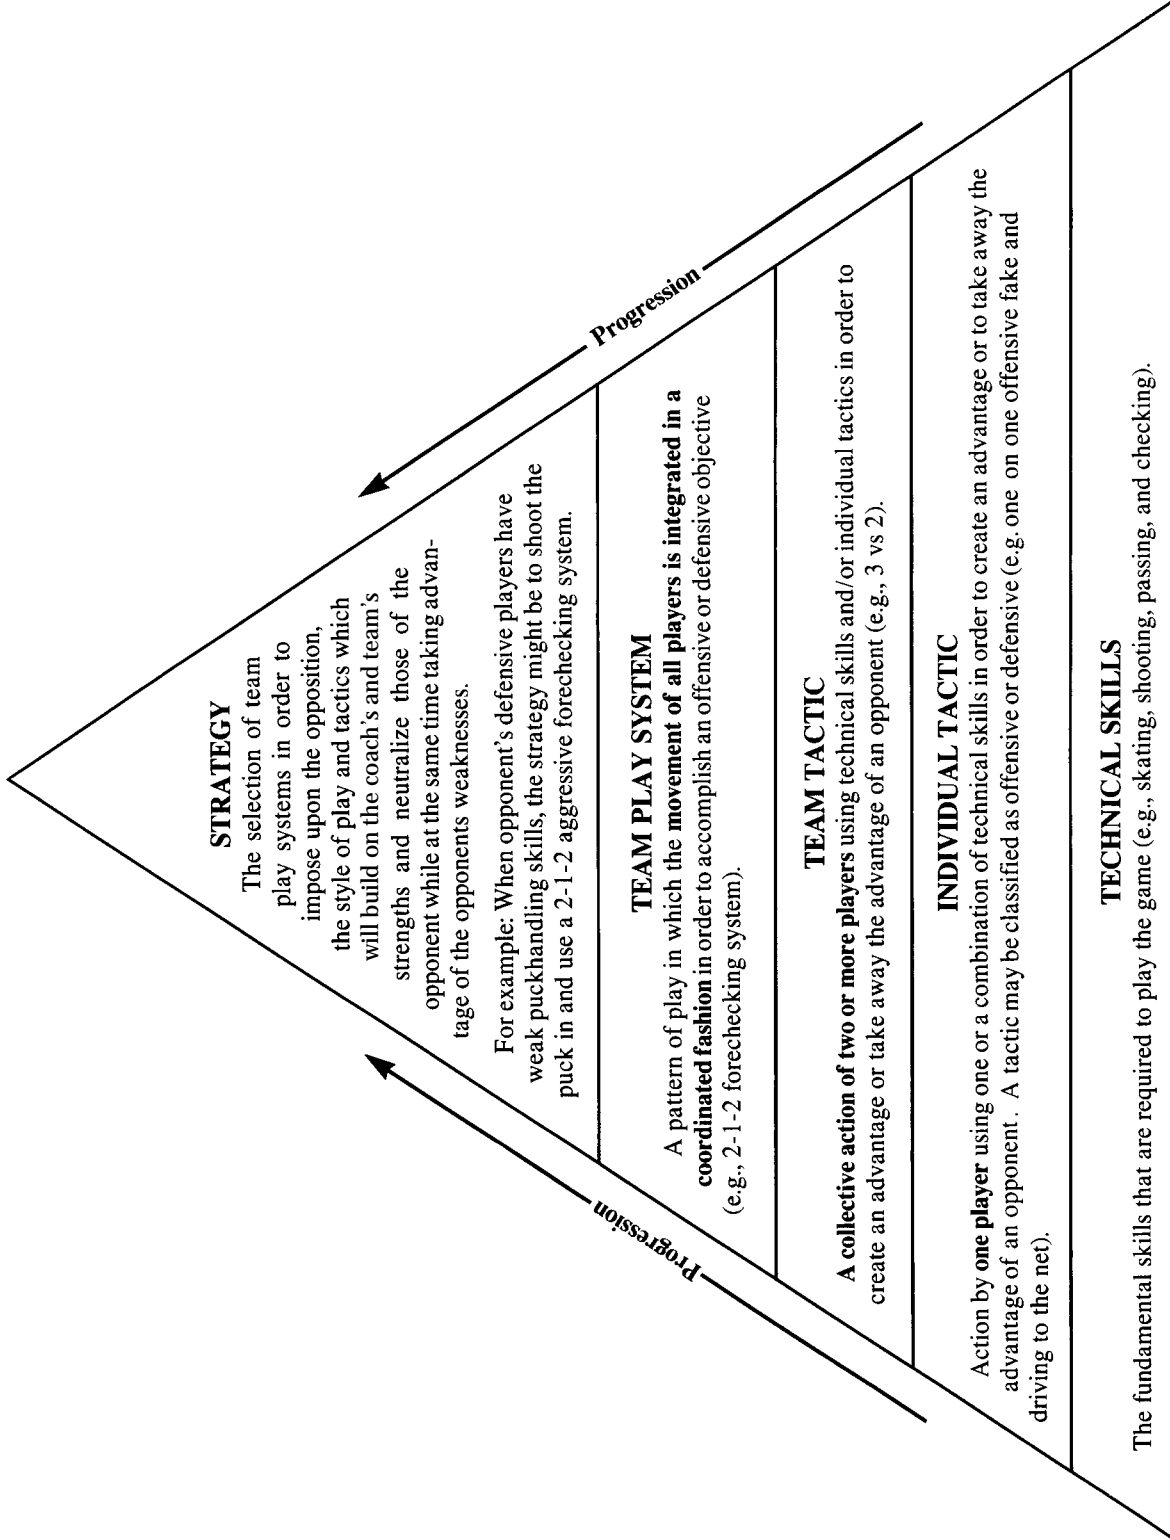 STRATEGY
The selection of team
play systems in order to
impose upon the opposition,
the style of play and tactics which
will build on the coach's and team's
strengths and neutralize those of the
opponent while at the same time taking advan-
tage of the opponents weaknesses.
For example: When opponent's defensive players have
weak puckhandling skills, the strategy might be to shoot the
puck in and use a 2-1-2 aggressive forechecking system.
Progression
Progression
TEAM PLAY SYSTEM
A pattern of play in which the movement of all players is integrated in a
coordinated fashion in order to accomplish an offensive or defensive objective
(e.g., 2-1-2 forechecking system).
TEAM TACTIC
A collective action of two or more players using technical skills and/or individual tactics in order to
create an advantage or take away the advantage of an opponent (e.g., 3 vs 2).
INDIVIDUAL TACTIC
Action by one player using one or a combination of technical skills in order to create an advantage or to take away the
advantage of an opponent. A tactic may be classified as offensive or defensive (e.g. one on one offensive fake and
driving to the net).
TECHNICAL SKILLS
The fundamental skills that are required to play the game (e.g., skating, shooting, passing, and checking).